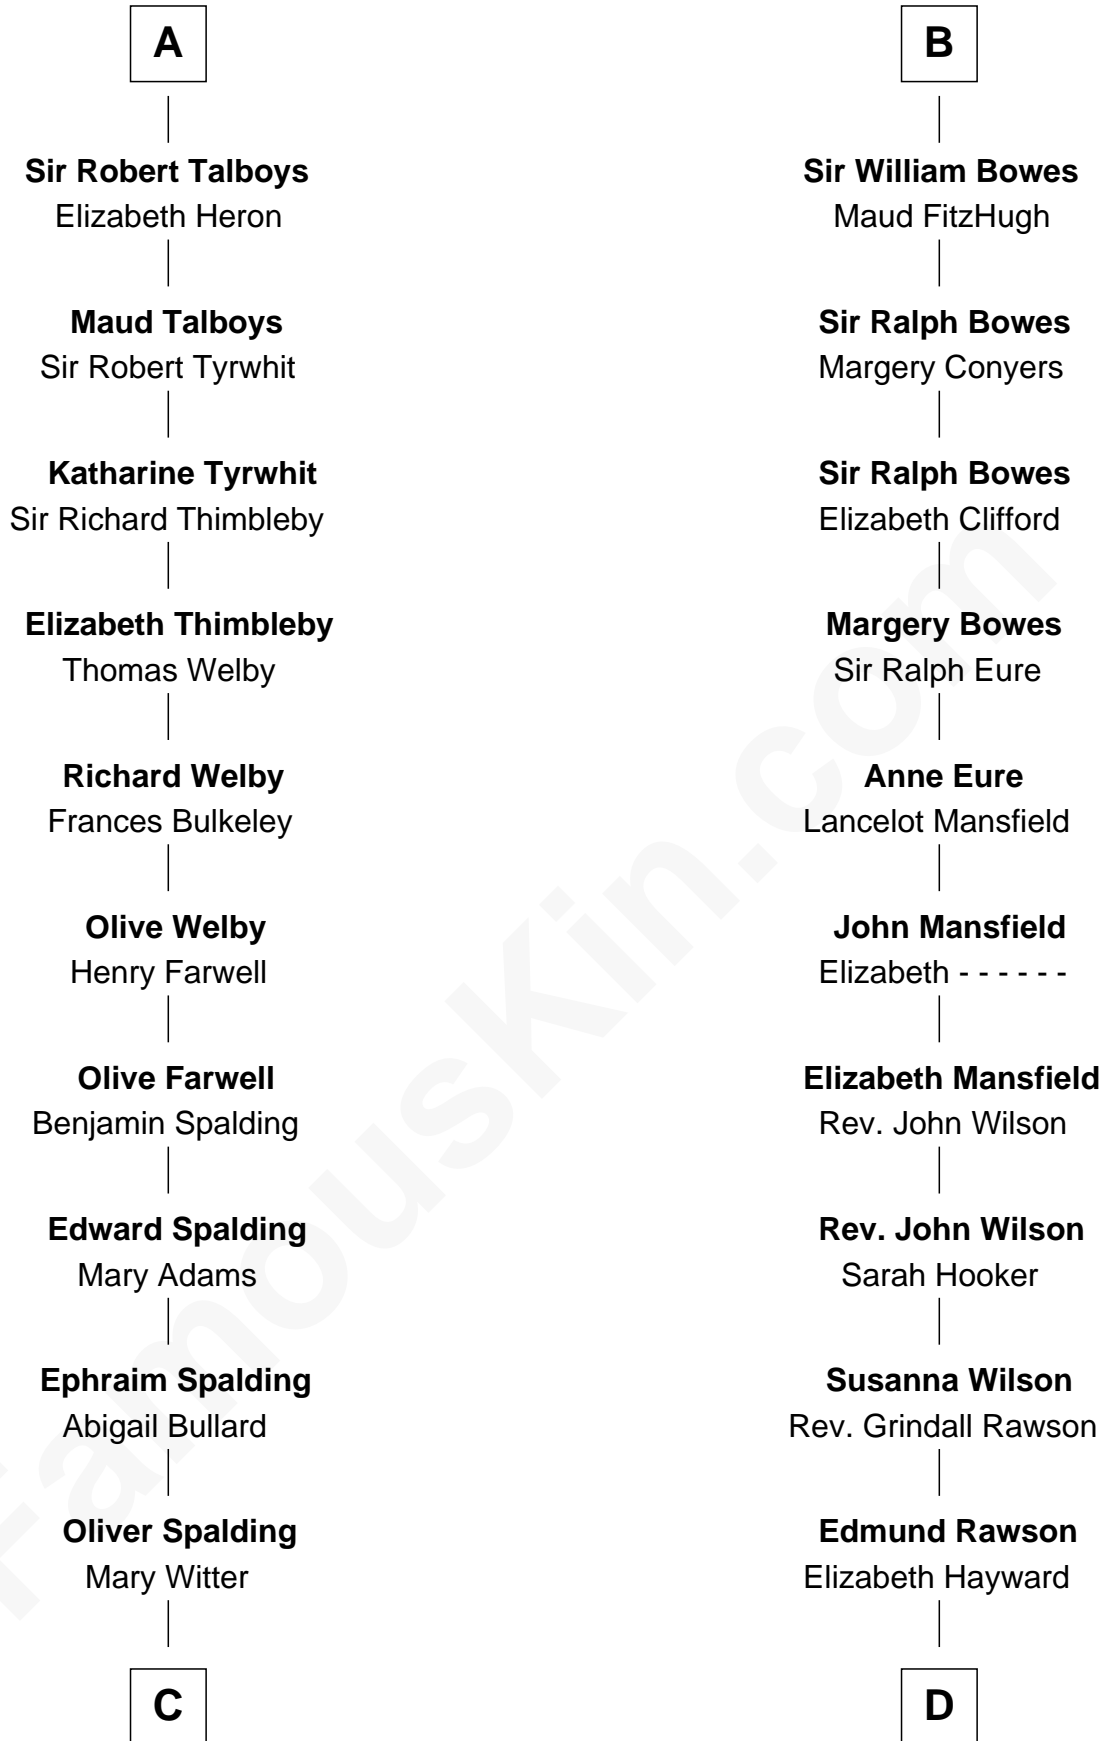 A
Sir Robert Talboys
Elizabeth Heron
Maud Talboys
Sir Robert Tyrwhit
Katharine Tyrwhit
Sir Richard Thimbleby
Elizabeth Thimbleby
Thomas Welby
Richard Welby
Frances Bulkeley
Olive Welby
Henry Farwell
Olive Farwell
Benjamin Spalding
Edward Spalding
Mary Adams
Ephraim Spalding
Abigail Bullard
Oliver Spalding
Mary Witter
C
B
Sir William Bowes
Maud FitzHugh
Sir Ralph Bowes
Margery Conyers
Sir Ralph Bowes
Elizabeth Clifford
Margery Bowes
Sir Ralph Eure
Anne Eure
Lancelot Mansfield
John Mansfield
Elizabeth - - - - - -
Elizabeth Mansfield
Rev. John Wilson
Rev. John Wilson
Sarah Hooker
Susanna Wilson
Rev. Grindall Rawson
Edmund Rawson
Elizabeth Hayward
D
FamousKin.com